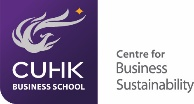 CUHK
BUSINESS SCHOOL
Centre for
Business
Sustainability